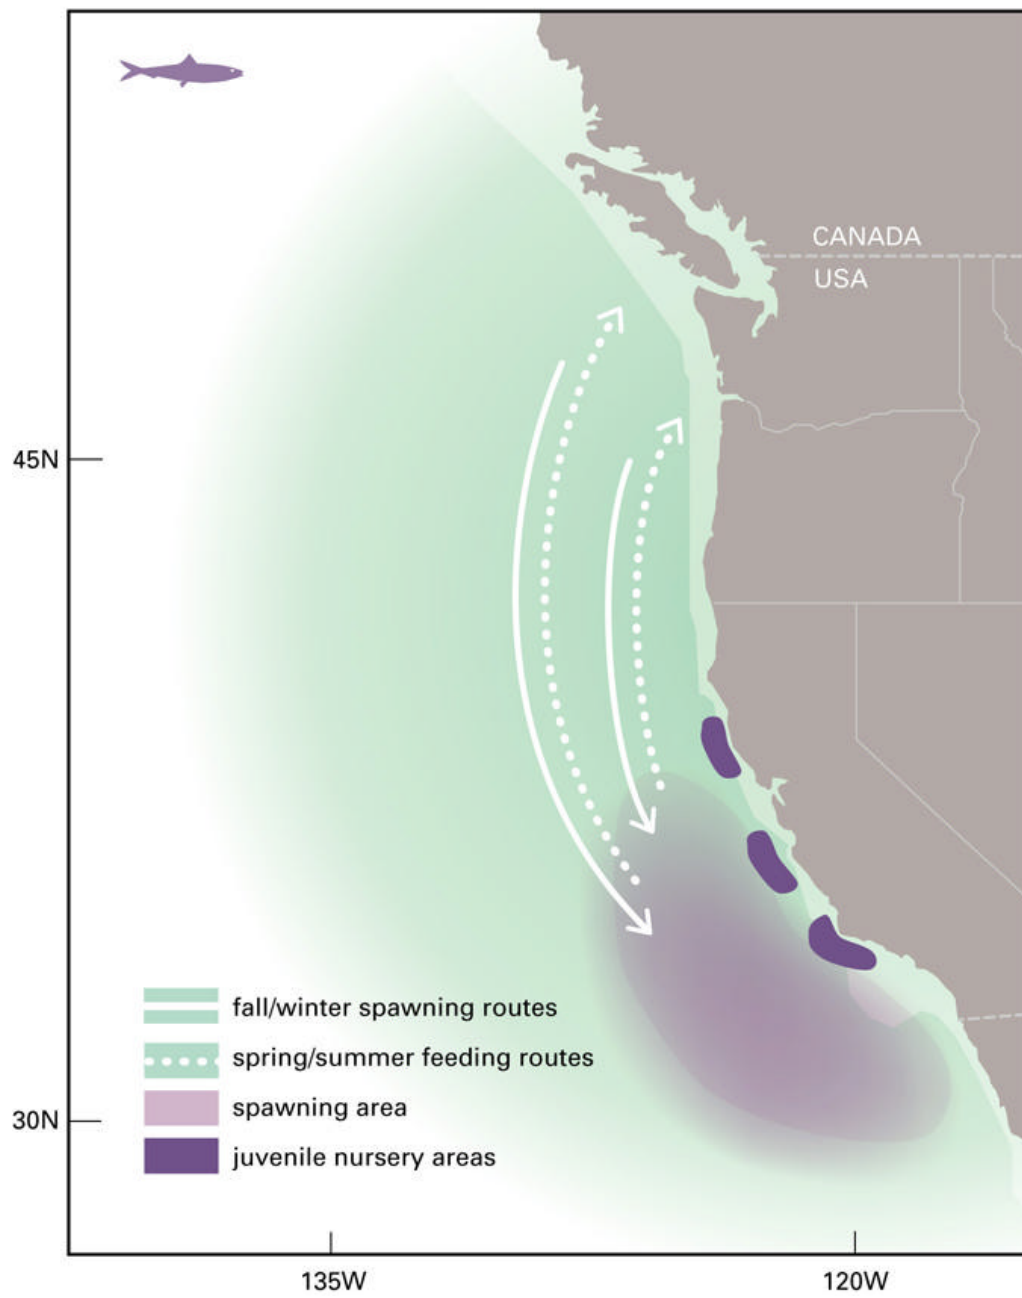 CANADA
USA
45N
fall/winter spawning routes
spring/summer feeding routes
spawning area
30N
juvenile nursery areas
135W
120W